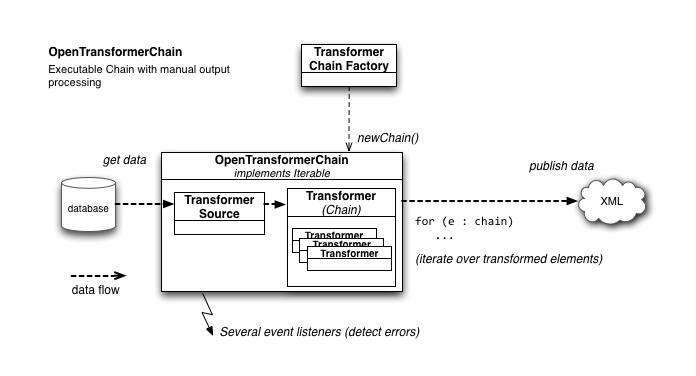 OpenTransformerChain
Executable Chain with manual output
processing
Transformer
Chain Factory
newChain()
get data
publish data
OpenTransformerChain
implements Iterable
database
Transformer
Source
Transformer
(Chain)
Transformer
Transformer
Transformer
XML
for (e : chain)
...
(iterate over transformed elements)
data flow
Several event listeners (detect errors)